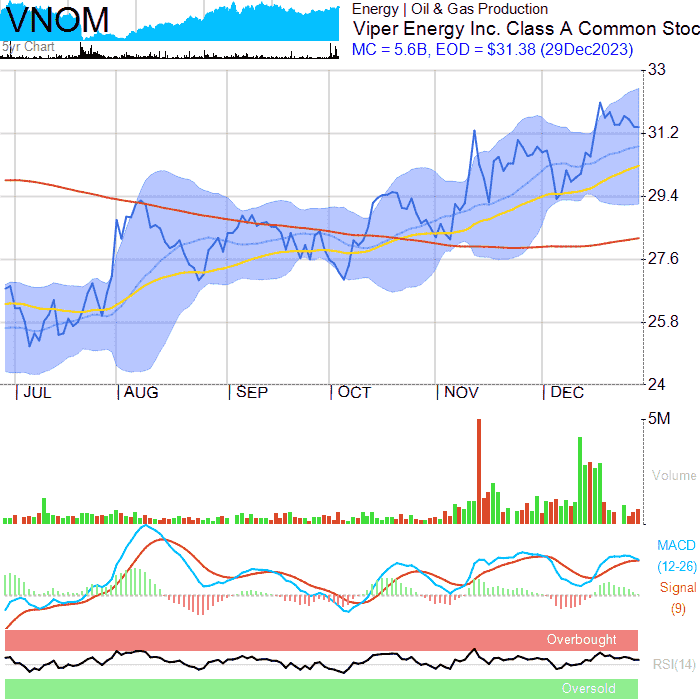 VNOM
5yr Chart
Energy | Oil & Gas Production
Viper Energy Inc. Class A Common Stoc
MC = 5.6B, EOD = $31.38 (29Dec2023)
33
31.2
29.4
27.6
25.8
24
JUL AUG SEP OCT NOV DEC
5M
Volume
MACD
(12-26)
Signal
(9)
Overbought
RSI(14)
Oversold